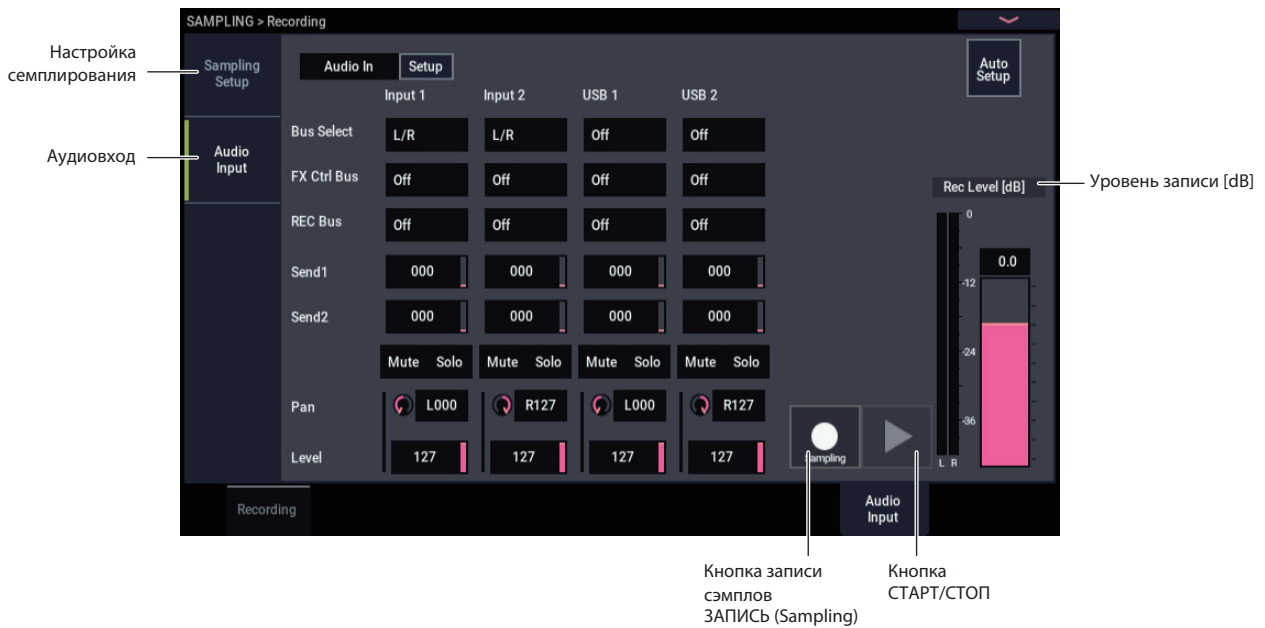 SAMPLING > Recording
Настройка
семплирования
Sampling
Setup
Audio In Setup
Auto
Setup
Input 1 Input 2 USB 1 USB 2
Аудиовход
Audio
Input
Bus Select L/R L/R Off Off
FX Ctrl Bus Off Off Off Off
Rec Level [dB]
Уровень записи [dB]
REC Bus Off Off Off Off
0
0.0
Send1 000 000 000 000
-12
Send2 000 000 000 000
-24
Mute Solo Mute Solo Mute Solo Mute Solo
Pan L000 R127 L000 R127
-36
Level 127 127 127 127
Sampling
L R
Recording
Audio
Input
Кнопка записи
сэмплов
ЗАПИСЬ (Sampling)
Кнопка
СТАРТ/СТОП